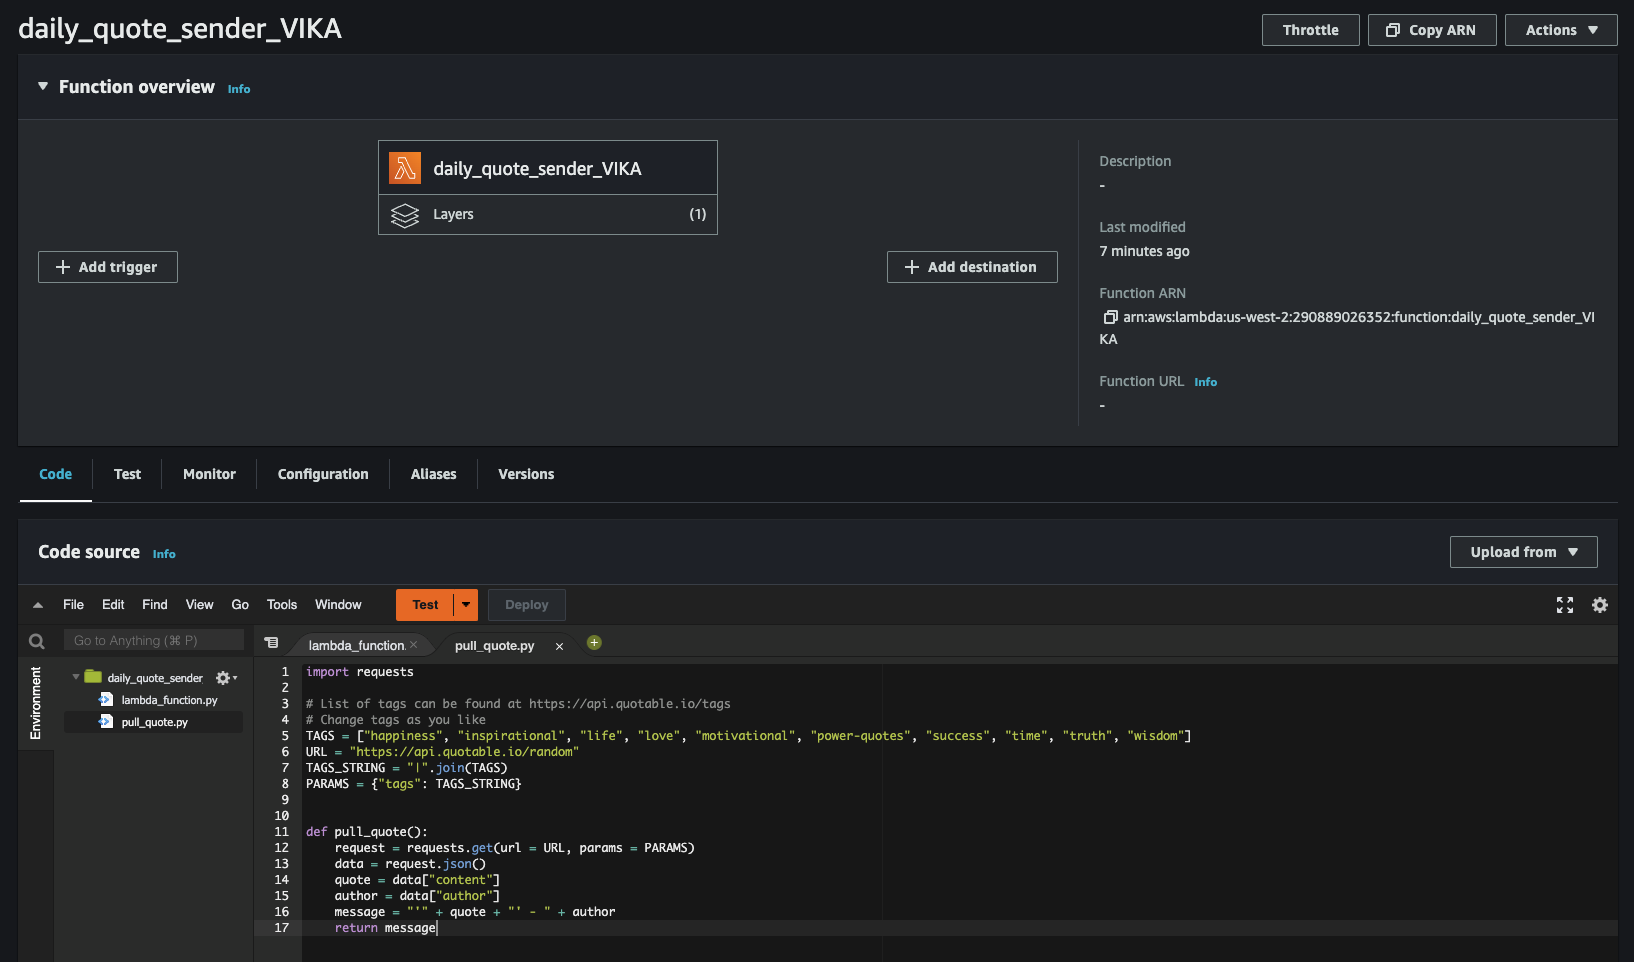 daily_quote_sender_VIKA
Throttle
Copy ARN
Actions
Function overview Info
daily_quote_sender_VIKA
Layers (1)
Add trigger
Add destination
Description
-
Last modified
7 minutes ago
Function ARN
arn:aws:lambda:us-west-2:290889026352:function:daily_quote_sender_VI
KA
Function URL Info
-
Code Test Monitor Configuration Aliases Versions
Code source Info
Upload from
File Edit Find View Go Tools Window Test Deploy
Go to Anything (⌘ P)
lambda_function. pull_quote.py
Environment
daily_quote_sender
lambda_function.py
pull_quote.py
1 import requests
2
3 # List of tags can be found at https://api.quotable.io/tags
4 # Change tags as you like
5 TAGS = ["happiness", "inspirational", "life", "love", "motivational", "power-quotes", "success", "time", "truth", "wisdom"]
6 URL = "https://api.quotable.io/random"
7 TAGS_STRING = "|".join(TAGS)
8 PARAMS = {"tags": TAGS_STRING}
9
10
11 def pull_quote():
12 request = requests.get(url = URL, params = PARAMS)
13 data = request.json()
14 quote = data["content"]
15 author = data["author"]
16 message = "'" + quote + "' - " + author
17 return message